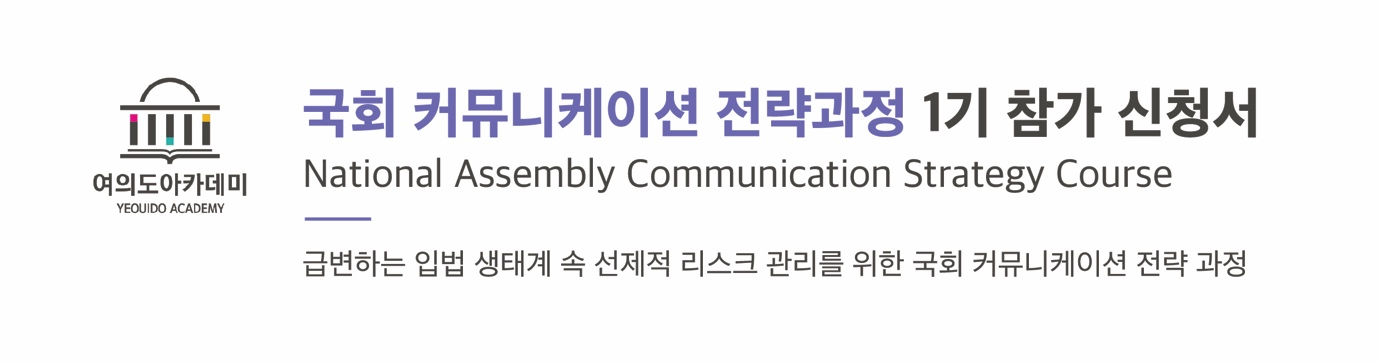 여의도아카데미
YEOUIDO ACADEMY
국회 커뮤니케이션 전략과정 1기 참가 신청서
National Assembly Communication Strategy Course
급변하는 입법 생태계 속 선제적 리스크 관리를 위한 국회 커뮤니케이션 전략 과정